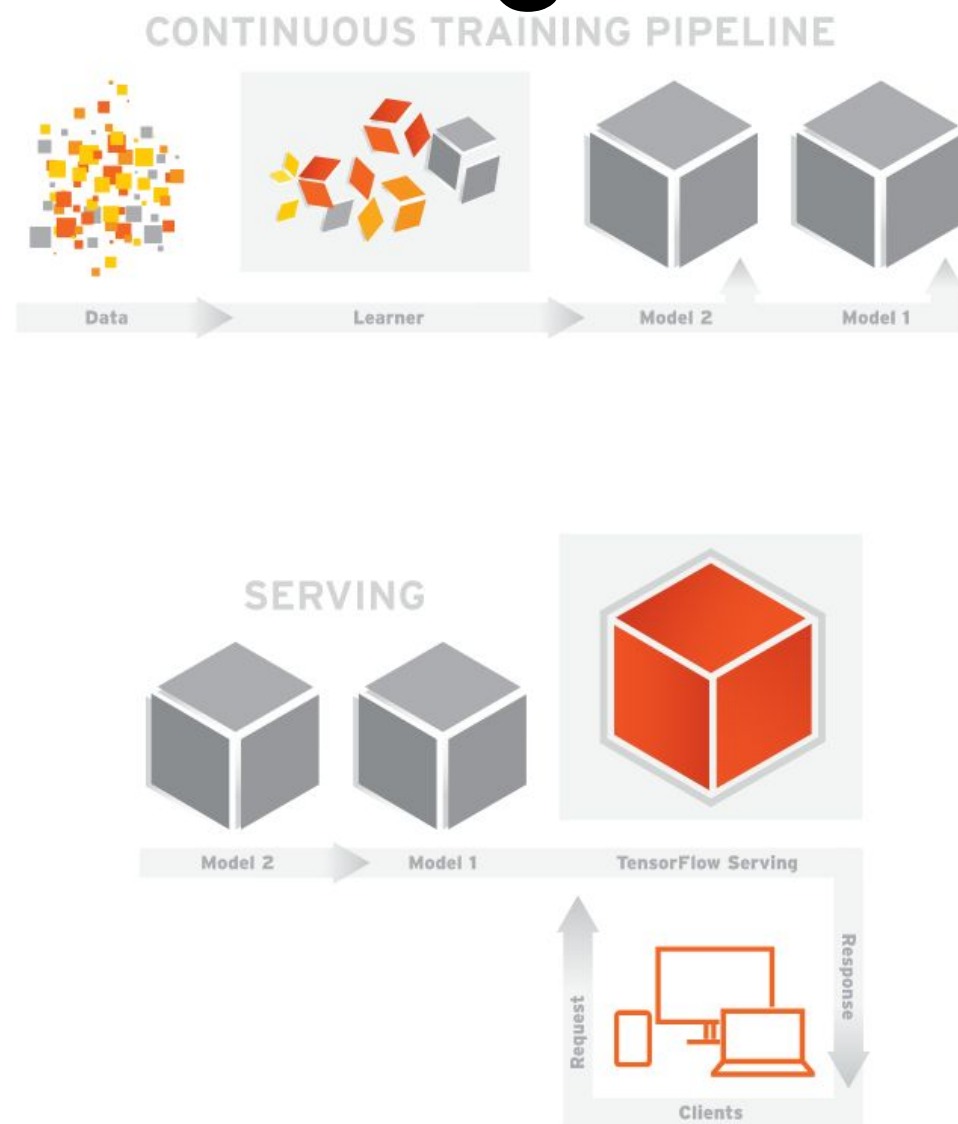 CONTINUOUS TRAINING PIPELINE
Data
Learner
Model 2
Model 1
SERVING
Model 2
Model 1
TensorFlow Serving
Request
Response
Clients